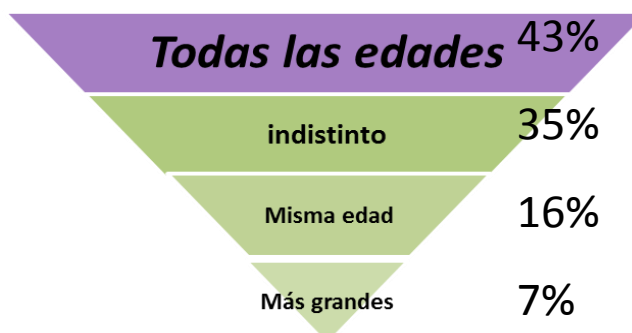 Todas las edades 43%
indistinto 35%
Misma edad 16%
Más grandes 7%